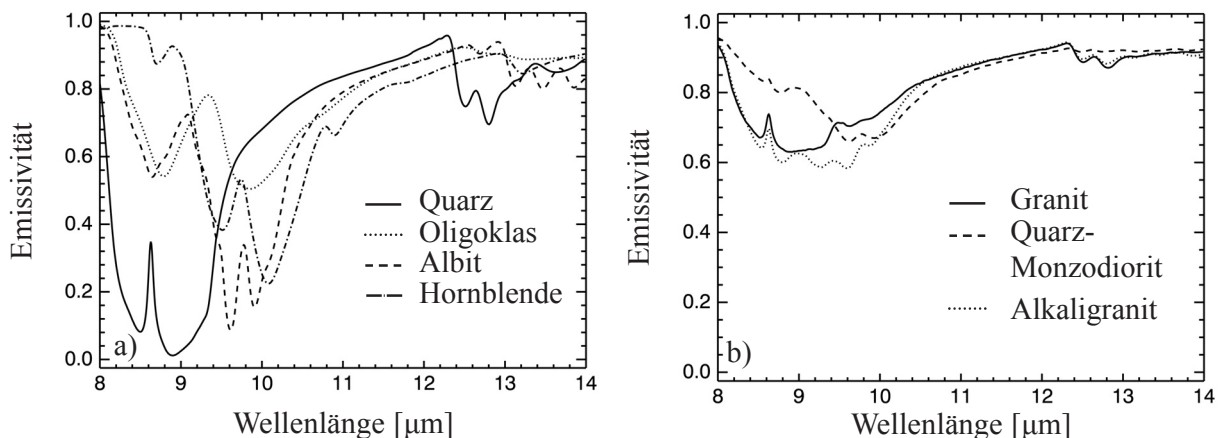 1.0
0.8
0.6
0.4
0.2
0.0
Emissivität
a)
Quarz
Oligoklas
Albit
Hornblende
8 9 10 11 12 13 14
Wellenlänge [μm]
1.0
0.8
0.6
0.4
0.2
0.0
Emissivität
b)
Granit
Quarz-
Monzodiorit
Alkaligranit
8 9 10 11 12 13 14
Wellenlänge [μm]